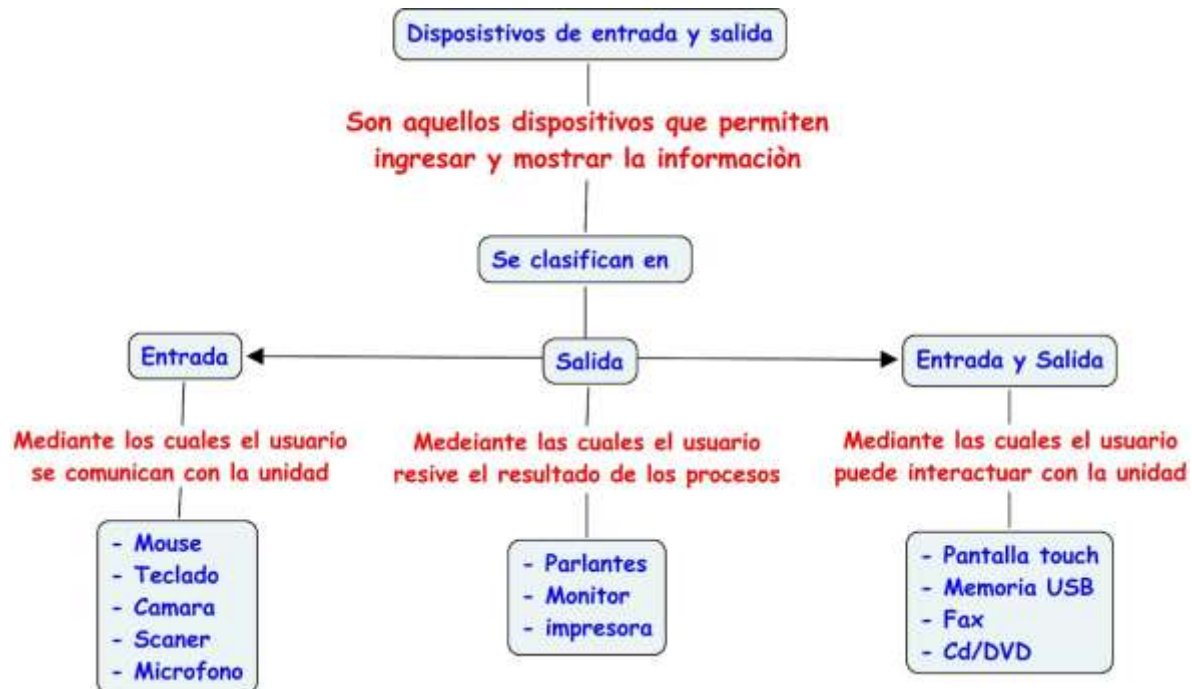 Disposistivos de entrada y salida
Son aquellos dispositivos que permiten
ingresar y mostrar la informaciòn
Se clasifican en
Entrada
Salida
Entrada y Salida
Mediante los cuales el usuario
se comunican con la unidad
Medeiante las cuales el usuario
resive el resultado de los procesos
Mediante las cuales el usuario
puede interactuar con la unidad
- Mouse
- Teclado
- Camara
- Scaner
- Microfono
- Parlantes
- Monitor
- impresora
- Pantalla touch
- Memoria USB
- Fax
- Cd/DVD